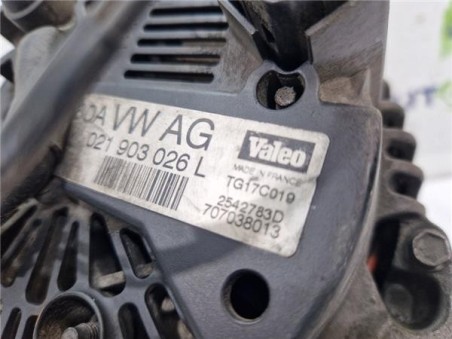 VW AG
021 903 026 L
Valeo
MADE IN FRANCE
TG17C019
2542783D
707038013